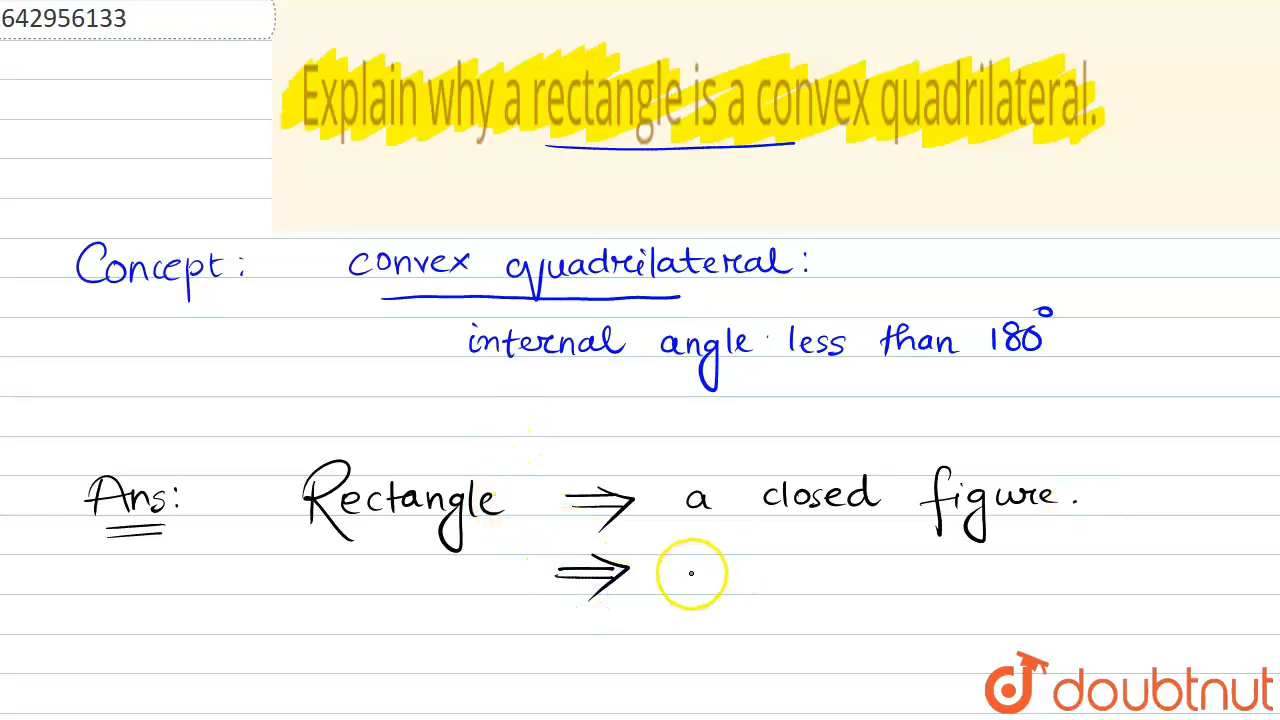 642956133
Explain why a rectangle is a convex quadrilateral.
Concept: convex quadrilateral:
internal angle less than 180°
Ans: Rectangle ⇒ a closed figure.
⇒
doubtnut